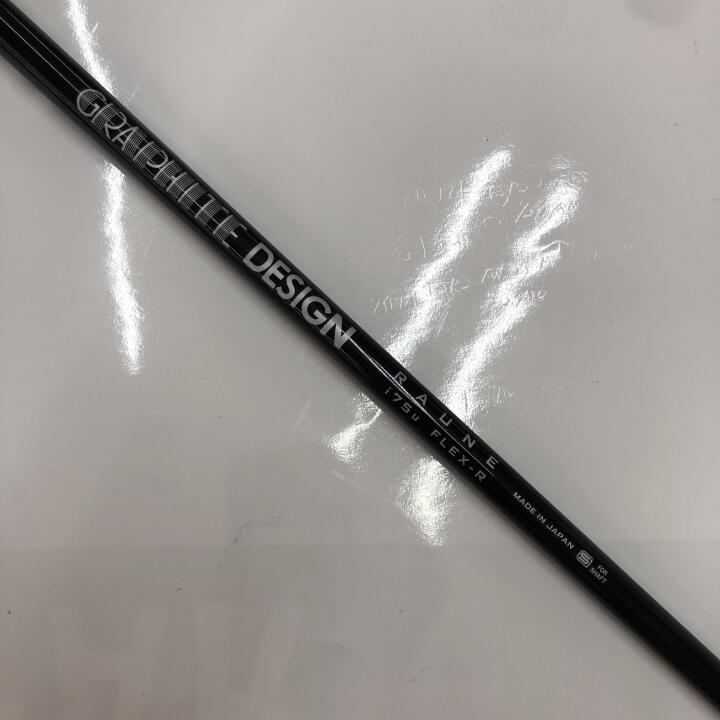 GRAPHITE DESIGN
RAUNE
i75u FLEX-R
MADE IN JAPAN
S FOR
SHAFT